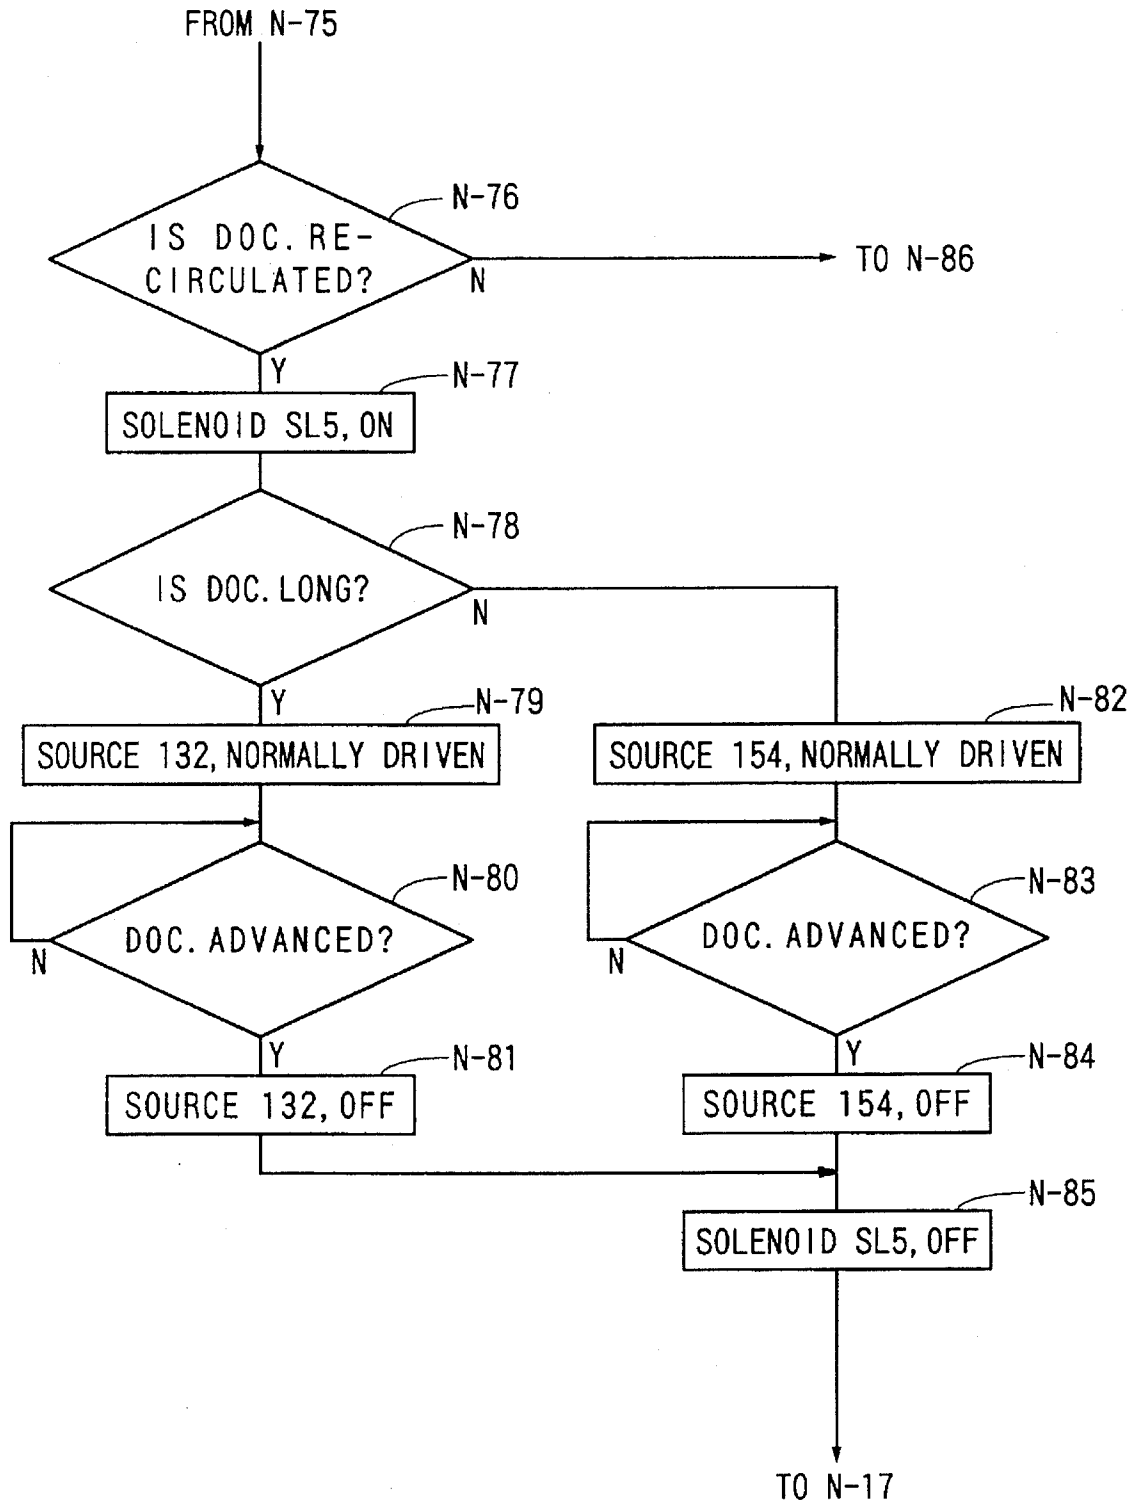 FROM N-75
N-76
IS DOC. RE-
CIRCULATED?
N
TO N-86
Y
N-77
SOLENOID SL5, ON
N-78
IS DOC. LONG?
N
Y
N-79
SOURCE 132, NORMALLY DRIVEN
N-82
SOURCE 154, NORMALLY DRIVEN
N-80
DOC. ADVANCED?
N
Y
N-83
DOC. ADVANCED?
N
Y
N-81
SOURCE 132, OFF
N-84
SOURCE 154, OFF
N-85
SOLENOID SL5, OFF
TO N-17